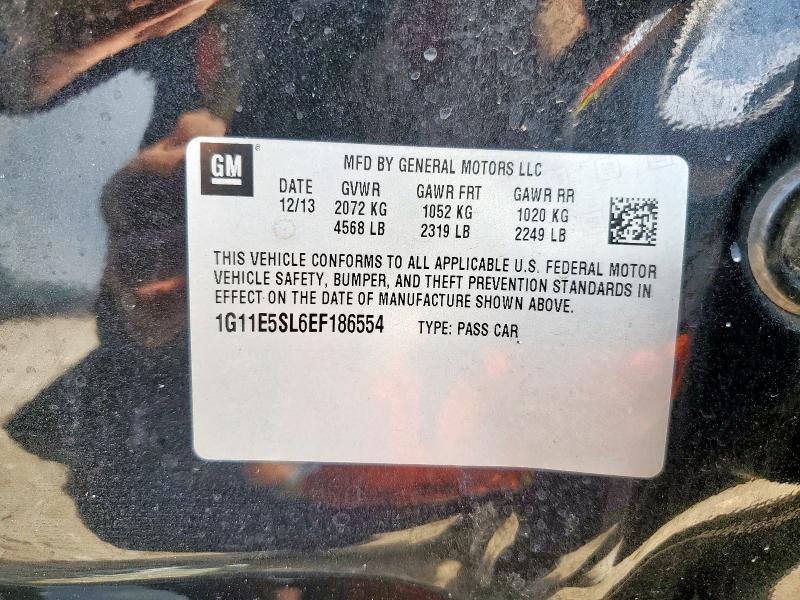 GM
MFD BY GENERAL MOTORS LLC
DATE GVWR GAWR FRT GAWR RR
12/13 2072 KG 1052 KG 1020 KG
4568 LB 2319 LB 2249 LB
THIS VEHICLE CONFORMS TO ALL APPLICABLE U.S. FEDERAL MOTOR
VEHICLE SAFETY, BUMPER, AND THEFT PREVENTION STANDARDS IN
EFFECT ON THE DATE OF MANUFACTURE SHOWN ABOVE.
1G11E5SL6EF186554 TYPE: PASS CAR